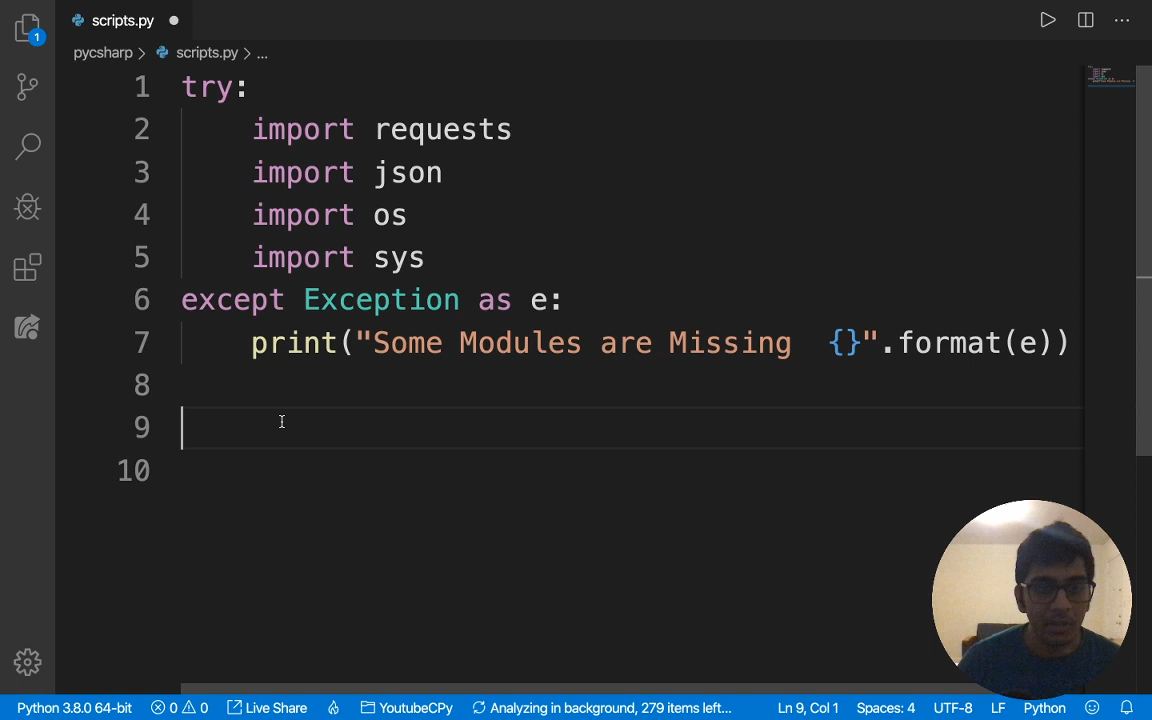 scripts.py
1
pycsharp > scripts.py > ...
1 try:
2 import requests
3 import json
4 import os
5 import sys
6 except Exception as e:
7 print("Some Modules are Missing  {}".format(e))
8
9
10
Python 3.8.0 64-bit 0 0 Live Share YoutubeCPy Analyzing in background, 279 items left... Ln 9, Col 1 Spaces: 4 UTF-8 LF Python